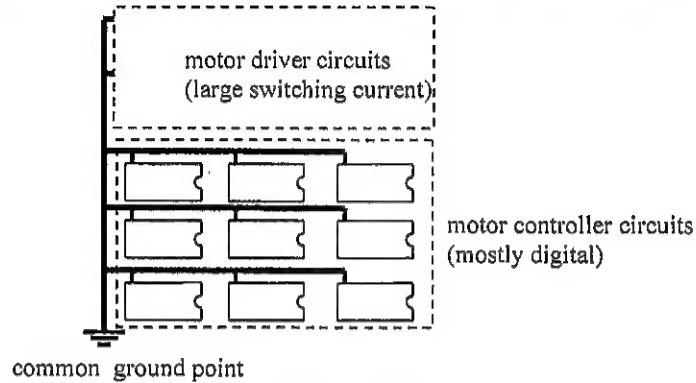 motor driver circuits
(large switching current)
motor controller circuits
(mostly digital)
common ground point